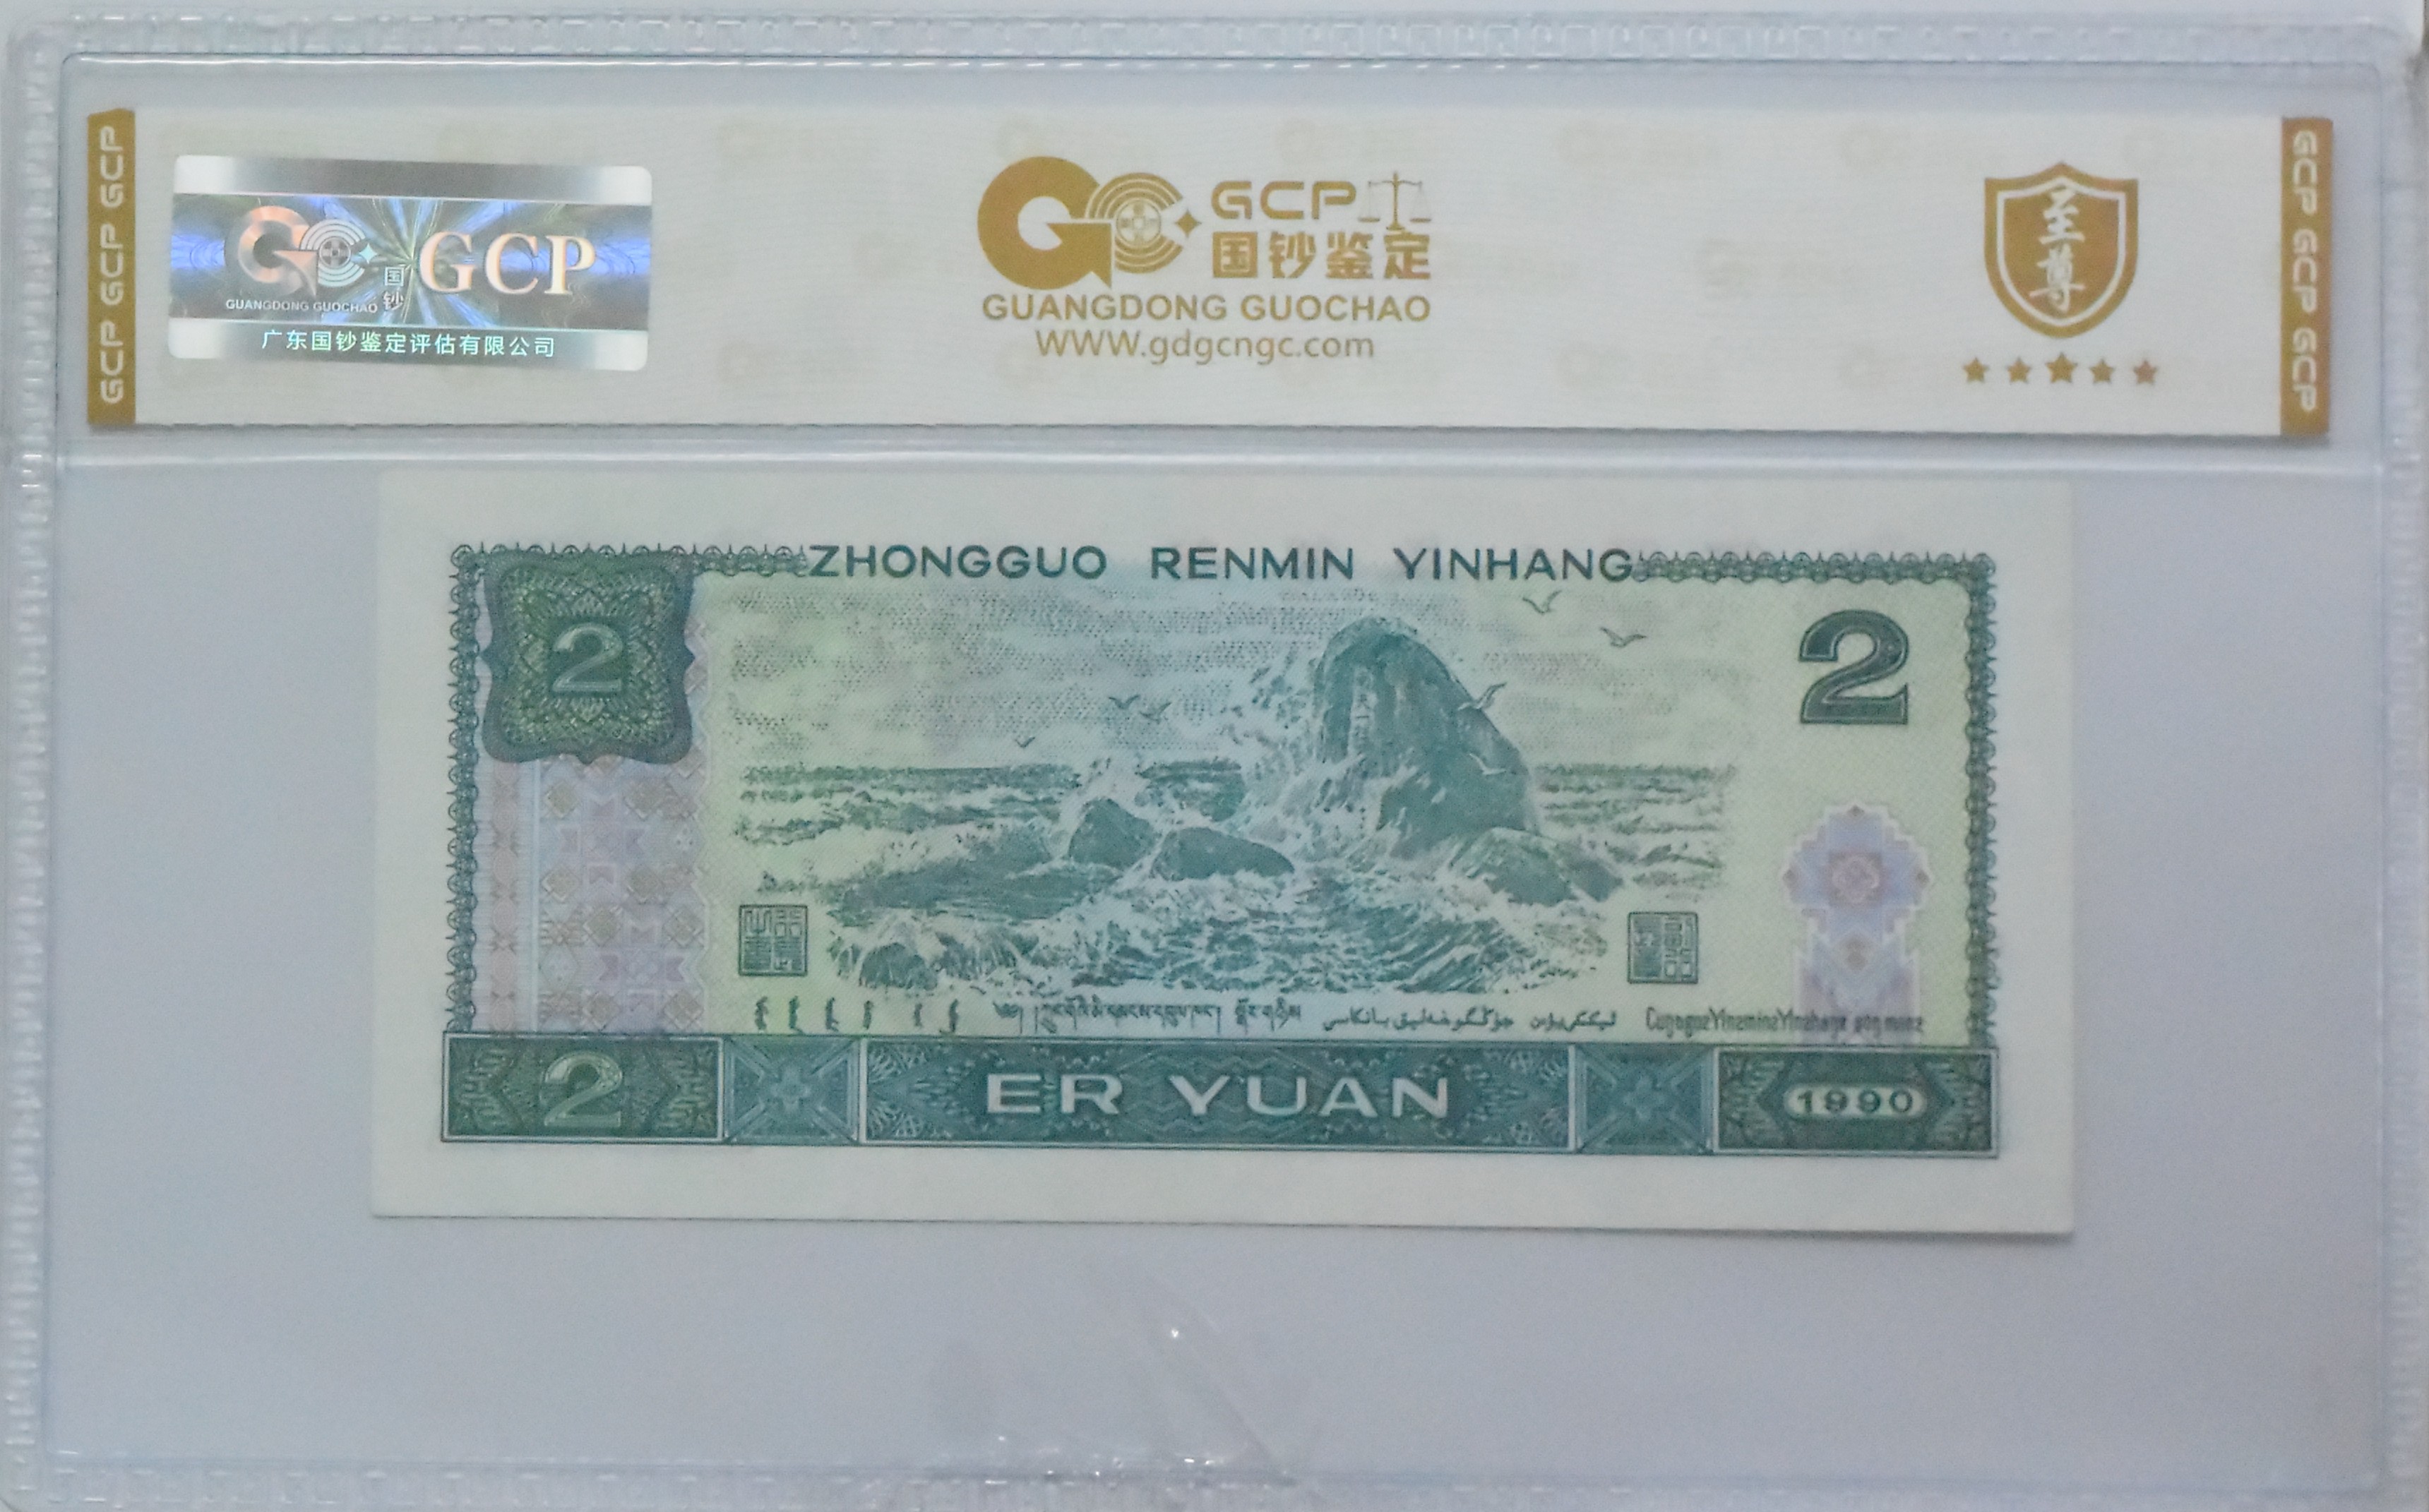 GCP GCP GCP
GCP
国钞
GUANGDONG GUOCHAO
广东国钞鉴定评估有限公司
GCP
国钞鉴定
GUANGDONG GUOCHAO
WWW.gdgcngc.com
至尊
GCP GCP GCP
ZHONGGUO RENMIN YINHANG
2
2
2
ER YUAN
1990